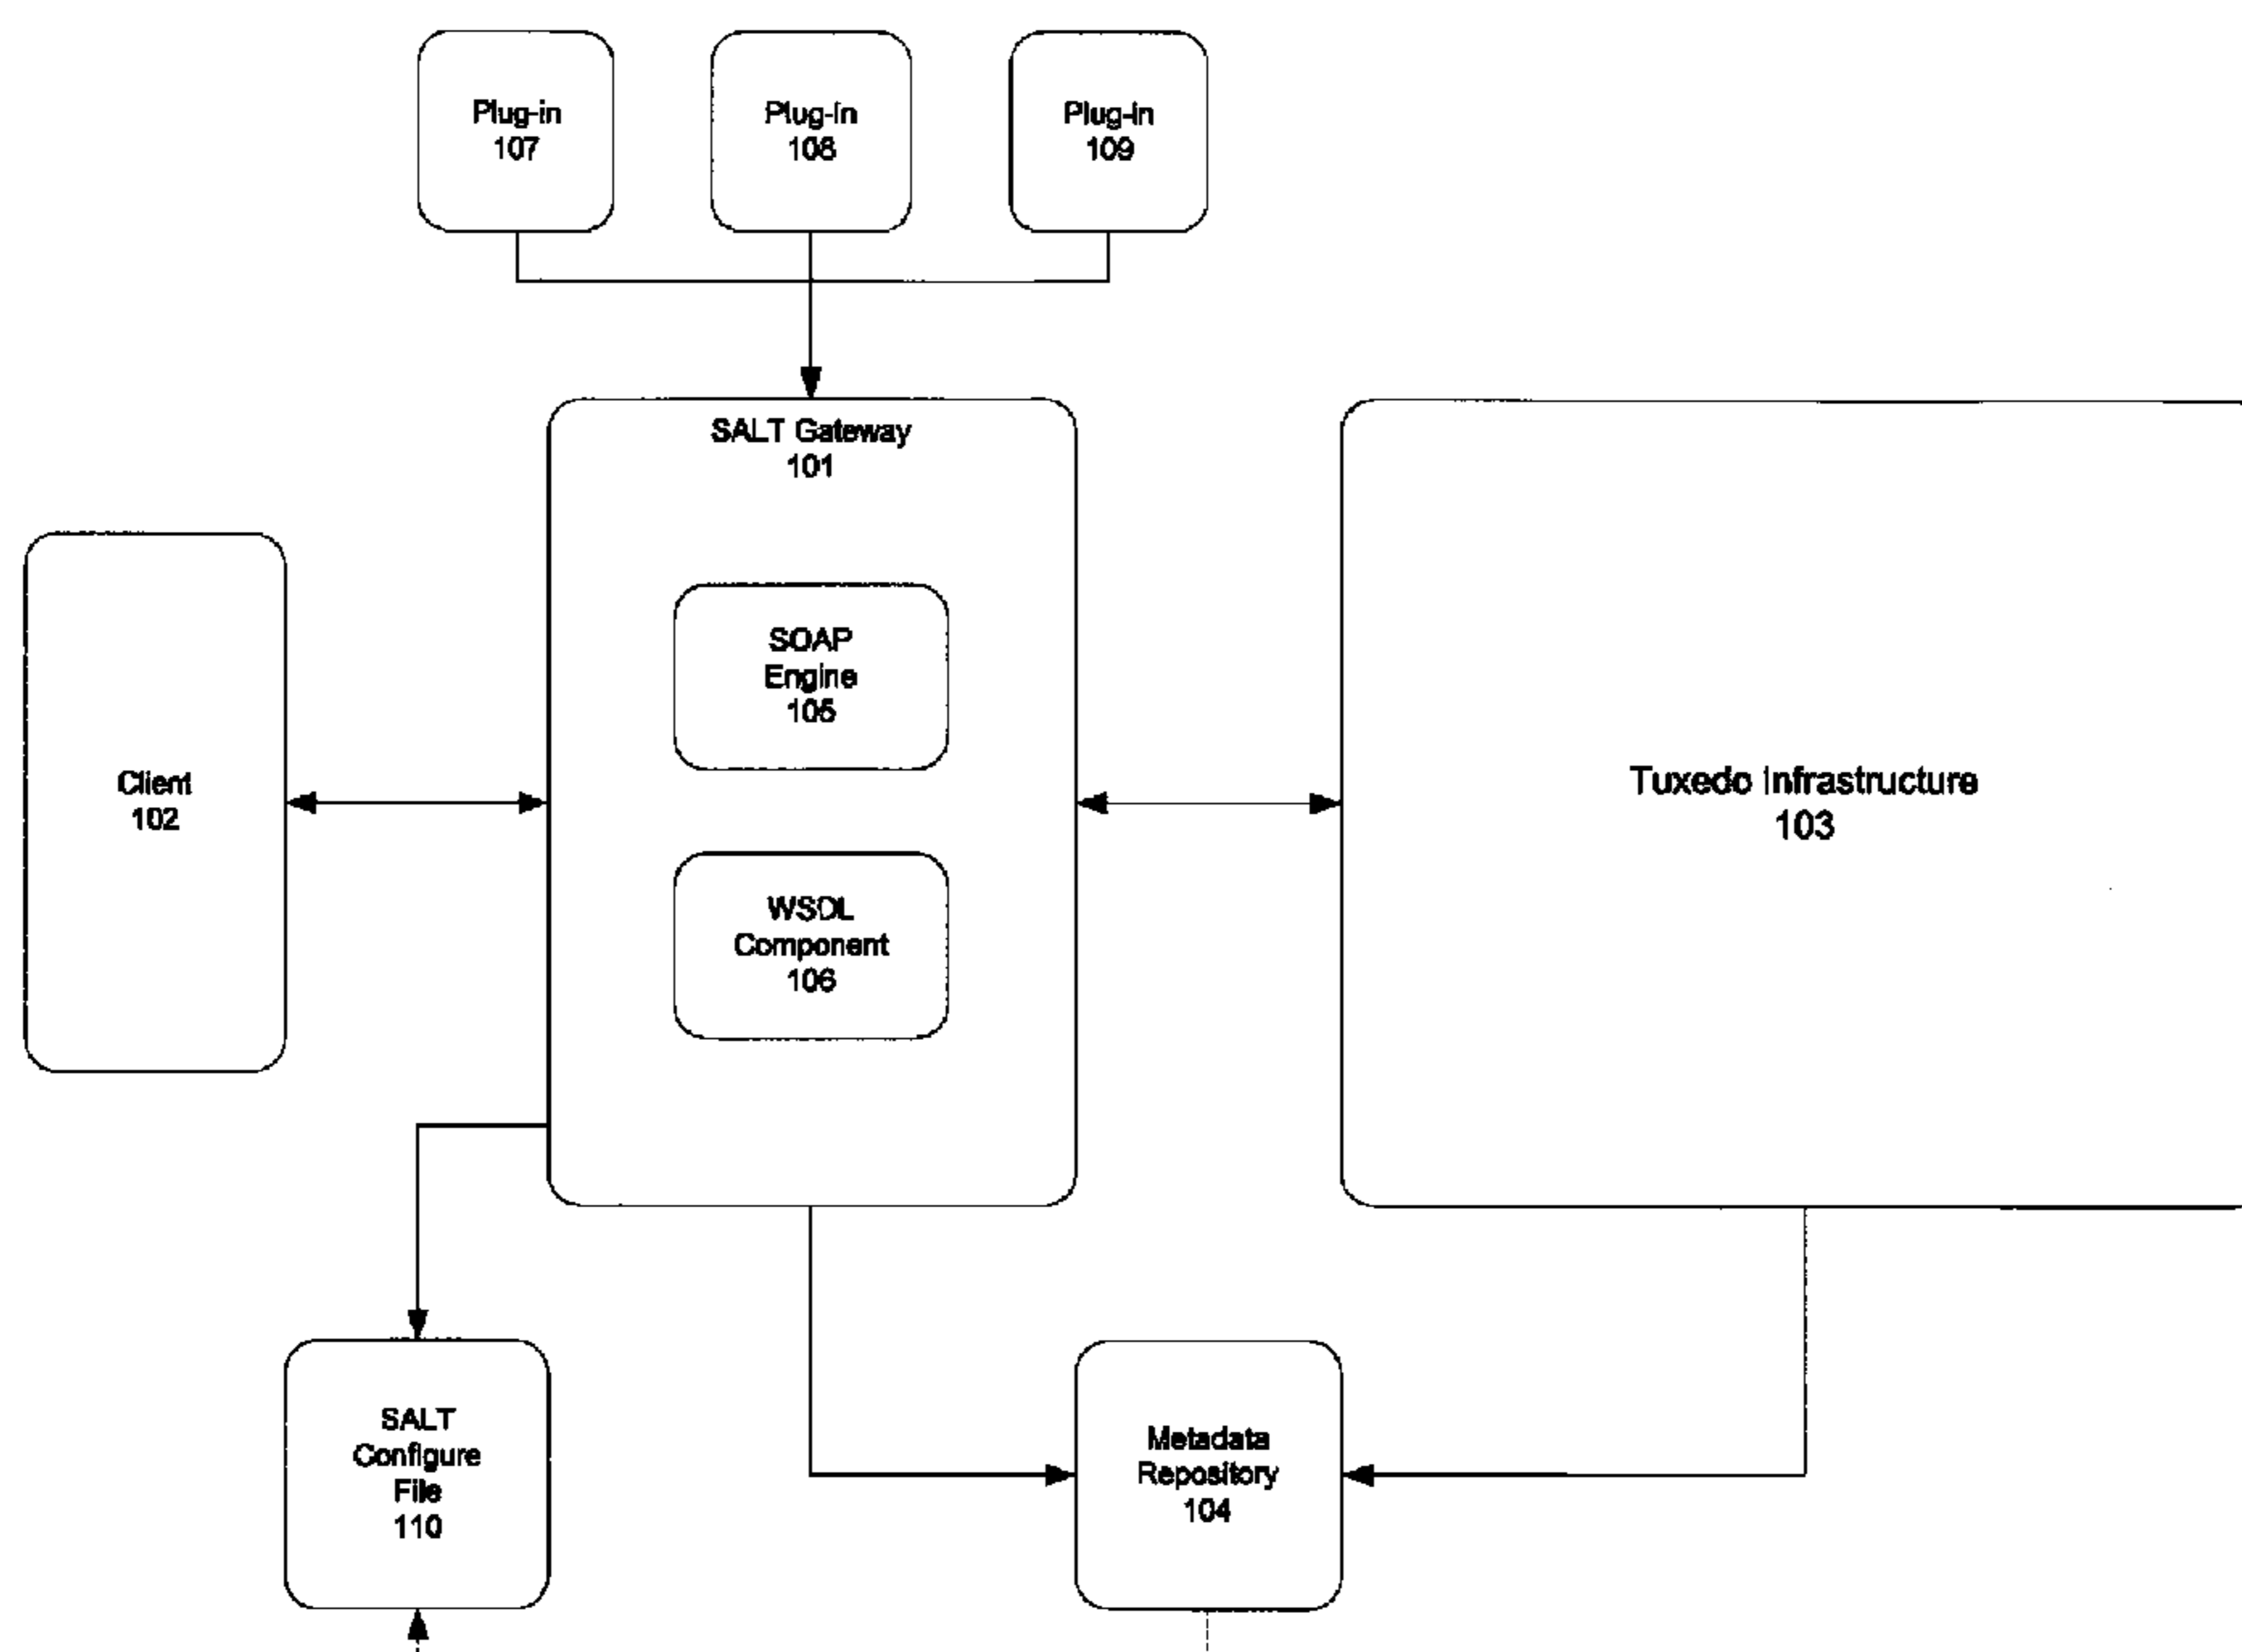 Plug-in
107
Plug-in
108
Plug-in
109
SALT Gateway
101
SOAP
Engine
105
Client
102
Tuxedo Infrastructure
103
WSDL
Component
106
SALT
Configure
File
110
Metadata
Repository
104